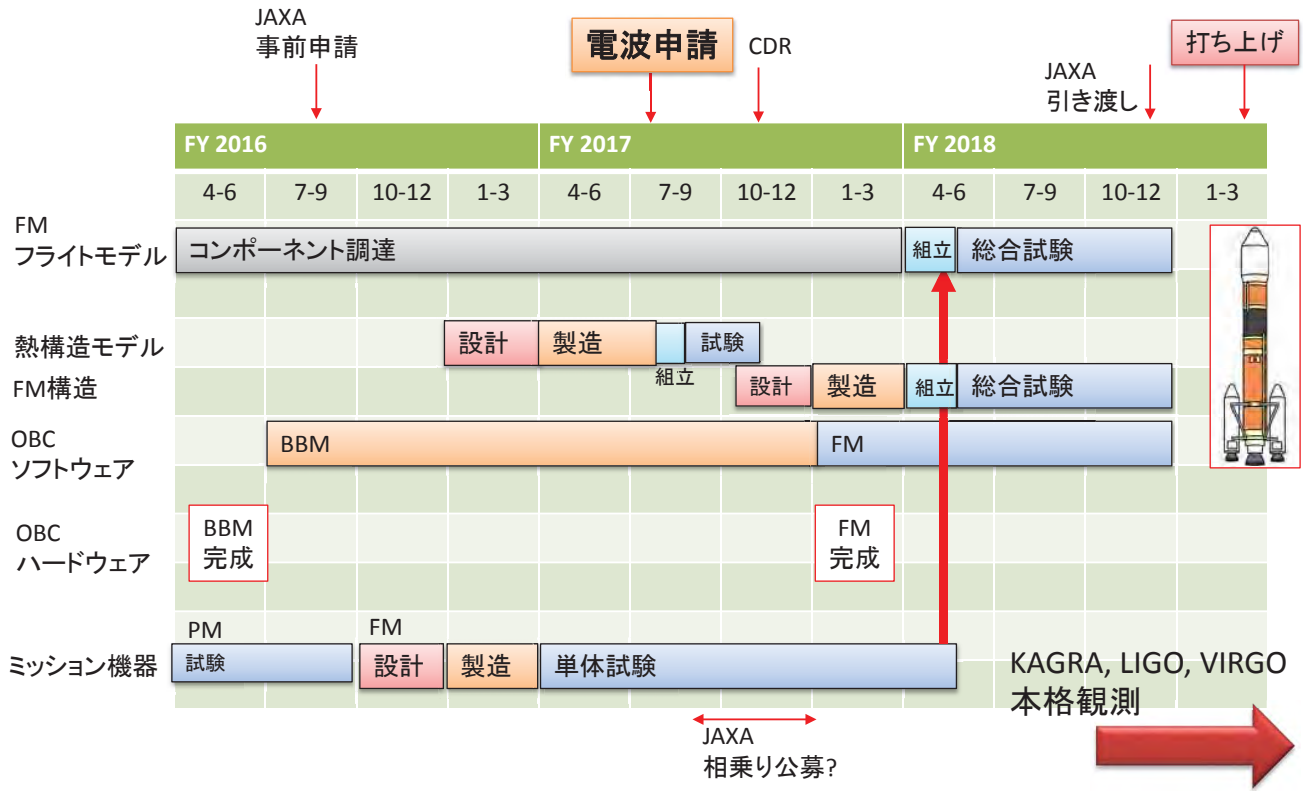 JAXA
事前申請
電波申請
CDR
JAXA
引き渡し
打ち上げ
FY 2016
FY 2017
FY 2018
4-6
7-9
10-12
1-3
4-6
7-9
10-12
1-3
4-6
7-9
10-12
1-3
FM
フライトモデル
コンポーネント調達
組立
総合試験
熱構造モデル
設計
製造
試験
組立
FM構造
設計
製造
組立
総合試験
OBC
ソフトウェア
BBM
FM
OBC
ハードウェア
BBM
完成
FM
完成
PM
FM
ミッション機器
試験
設計
製造
単体試験
KAGRA, LIGO, VIRGO
本格観測
JAXA
相乗り公募?